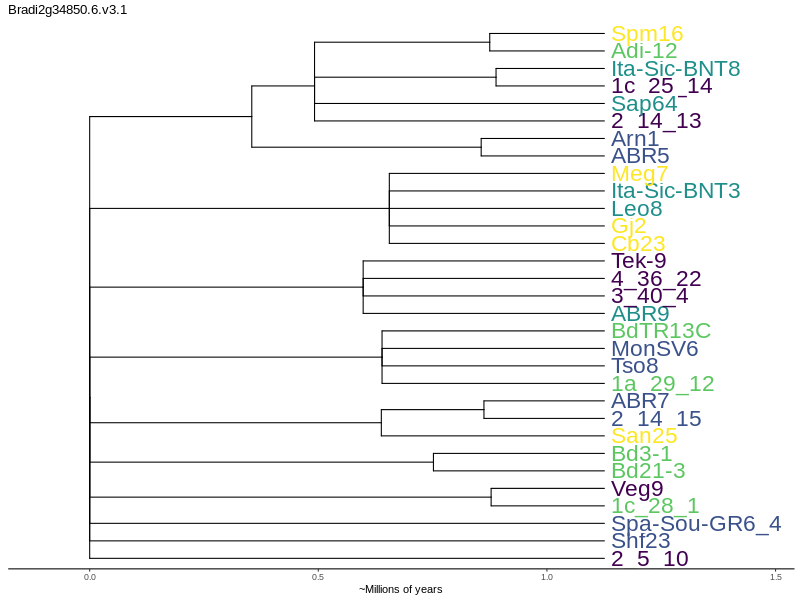 Bradi2g34850.6.v3.1
Spm16
Adi-12
Ita-Sic-BNT8
1c_25_14
Sap64
2_14_13
Arn1
ABR5
Meg7
Ita-Sic-BNT3
Leo8
Gj2
Cb23
Tek-9
4_36_22
3_40_4
ABR9
BdTR13C
MonSV6
Tso8
1a_29_12
ABR7
2_14_15
San25
Bd3-1
Bd21-3
Veg9
1c_28_1
Spa-Sou-GR6_4
Shf23
2_5_10
0.0 0.5 1.0 1.5
~Millions of years